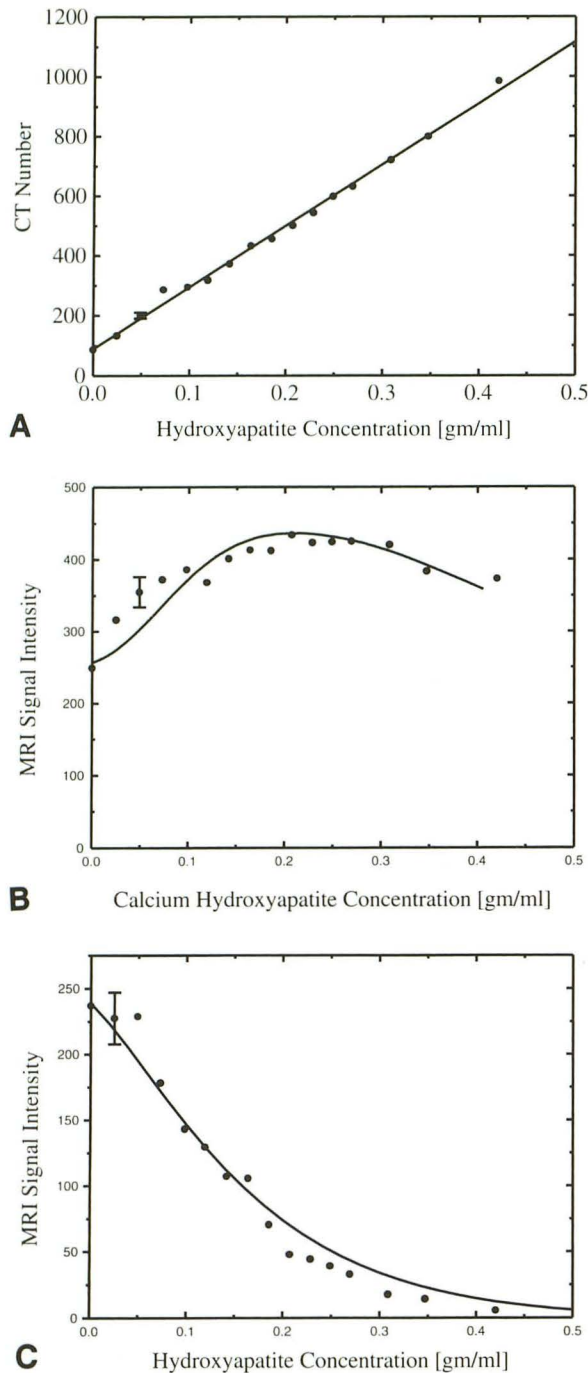 1200
1000
800
600
400
200
0
CT Number
0.0 0.1 0.2 0.3 0.4 0.5
Hydroxyapatite Concentration [gm/ml]
A
500
400
300
200
100
0
MRI Signal Intensity
0.0 0.1 0.2 0.3 0.4 0.5
Calcium Hydroxyapatite Concentration [gm/ml]
B
250
200
150
100
50
0
MRI Signal Intensity
0.0 0.1 0.2 0.3 0.4 0.5
Hydroxyapatite Concentration [gm/ml]
C